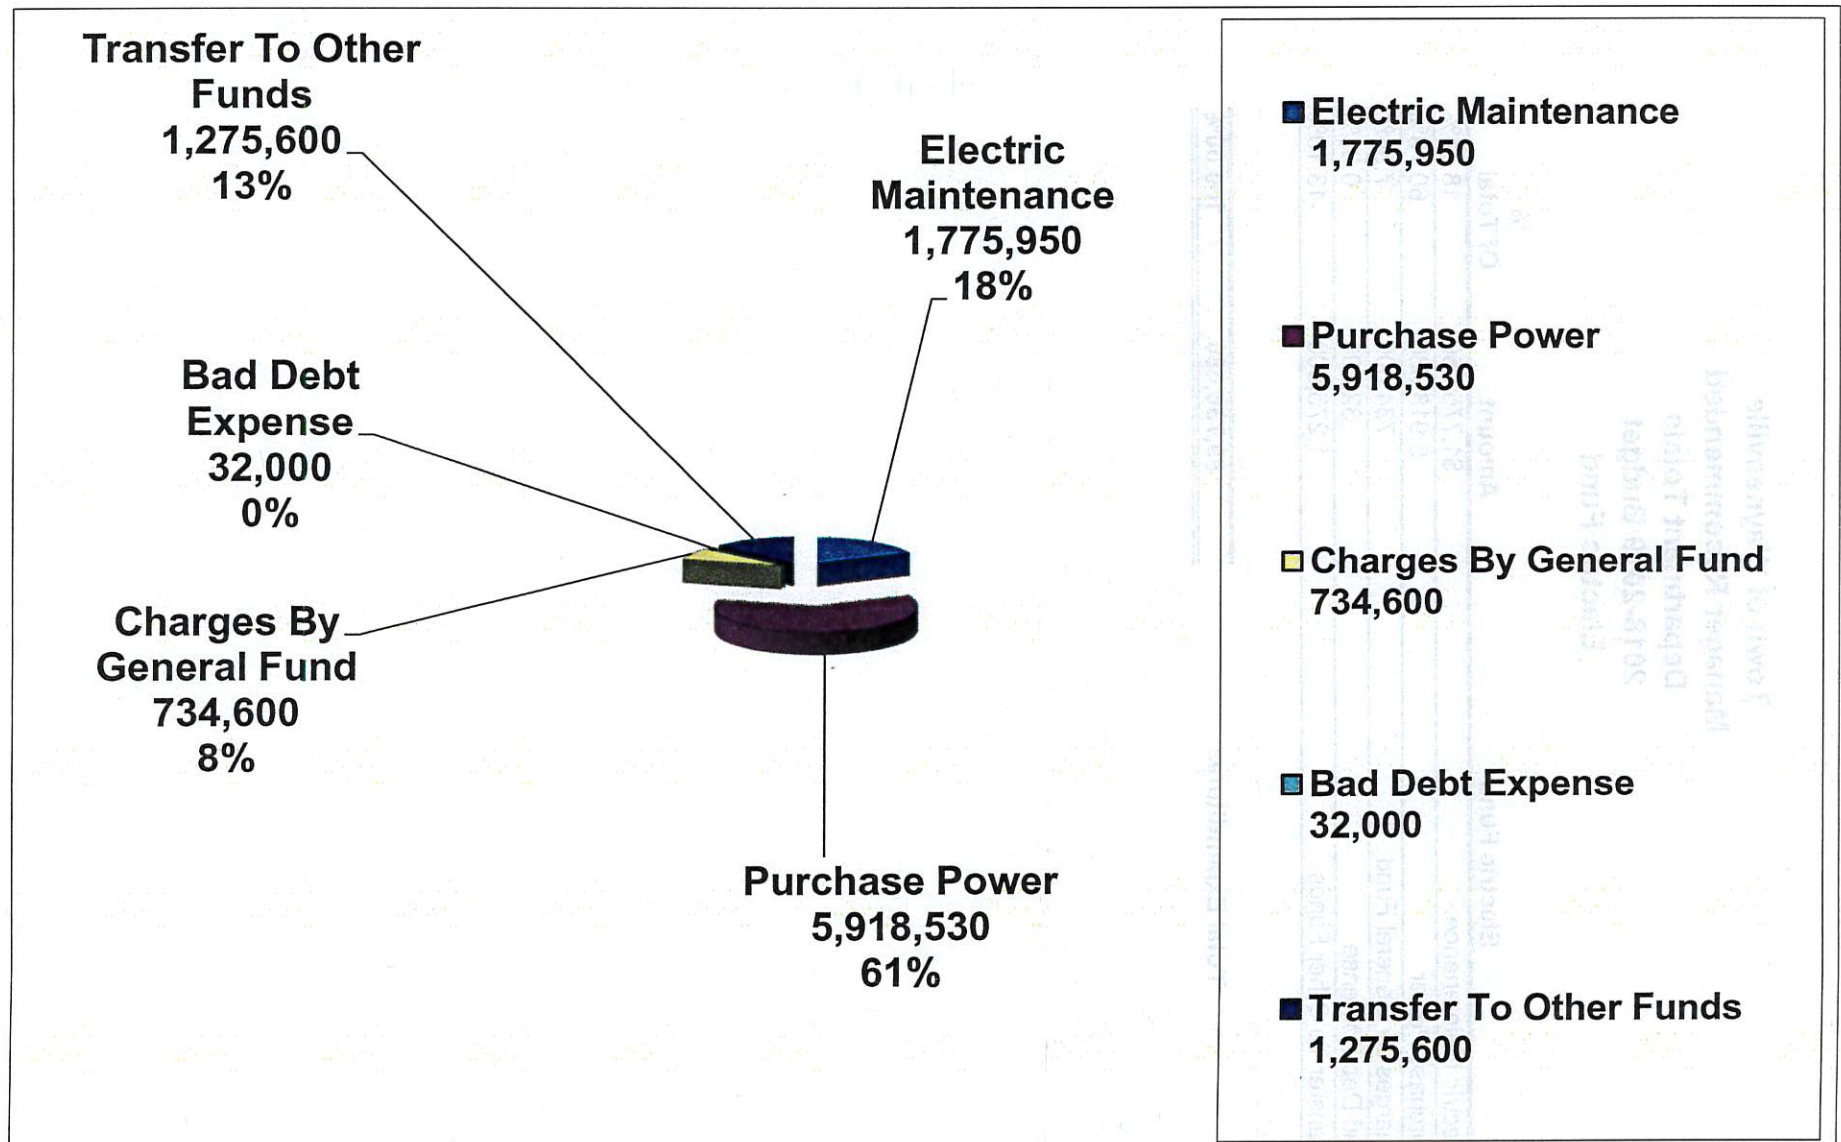 Transfer To Other
Funds
1,275,600
13%
Electric
Maintenance
1,775,950
18%
Bad Debt
Expense
32,000
0%
Charges By
General Fund
734,600
8%
Purchase Power
5,918,530
61%
Electric Maintenance
1,775,950
Purchase Power
5,918,530
Charges By General Fund
734,600
Bad Debt Expense
32,000
Transfer To Other Funds
1,275,600